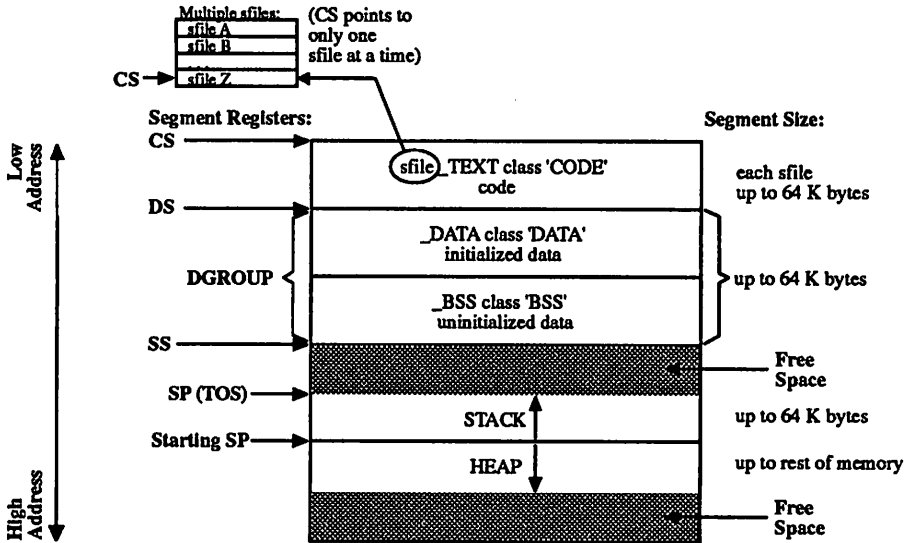 Multiple sfiles:
sfile A
sfile B
. . .
sfile Z
(CS points to
only one
sfile at a time)
CS
Segment Registers:
Segment Size:
CS
Low
Address
sfile_TEXT class 'CODE'
code
each sfile
up to 64 K bytes
DS
_DATA class 'DATA'
initialized data
DGROUP
up to 64 K bytes
_BSS class 'BSS'
uninitialized data
SS
Free
Space
SP (TOS)
STACK
up to 64 K bytes
Starting SP
HEAP
up to rest of memory
High
Address
Free
Space